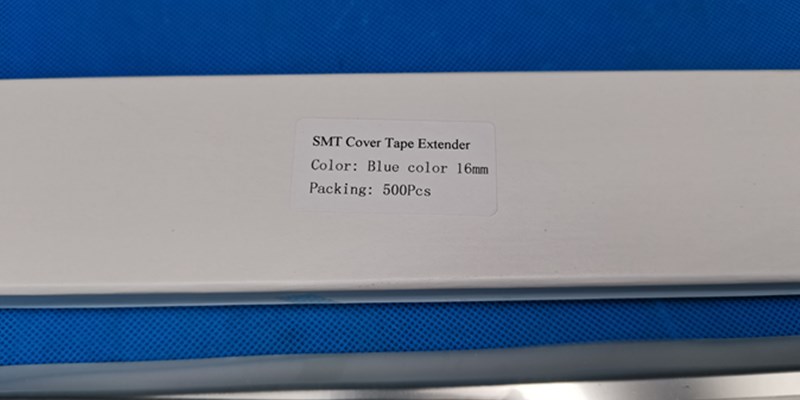 SMT Cover Tape Extender
Color: Blue color 16mm
Packing: 500Pcs